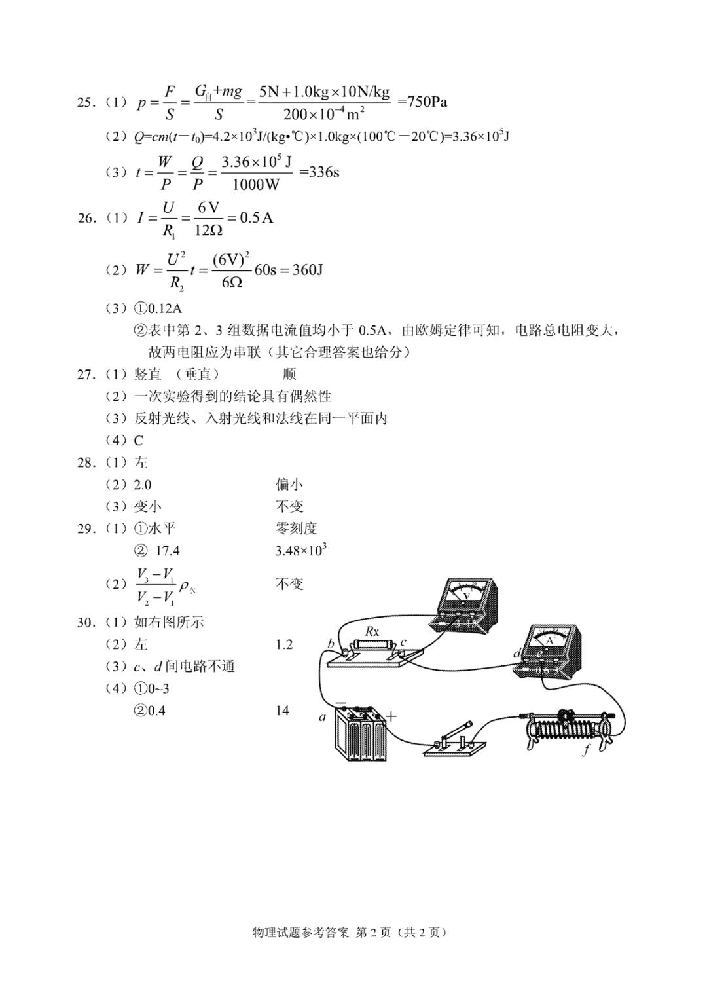 25.（1）p=F/S=(G自+mg)/S=(5N+1.0kg×10N/kg)/(200×10⁻⁴m²)=750Pa
（2）Q=cm(t－t₀)=4.2×10³J/(kg•℃)×1.0kg×(100℃－20℃)=3.36×10⁵J
（3）t=W/P=Q/P=3.36×10⁵J/1000W=336s
26.（1）I=U/R₁=6V/12Ω=0.5A
（2）W=U²/R₂ t=(6V)²/6Ω 60s=360J
（3）①0.12A
②表中第 2、3 组数据电流值均小于 0.5A，由欧姆定律可知，电路总电阻变大，
故两电阻应为串联（其它合理答案也给分）
27.（1）竖直 （垂直） 顺
（2）一次实验得到的结论具有偶然性
（3）反射光线、入射光线和法线在同一平面内
（4）C
28.（1）左
（2）2.0 偏小
（3）变小 不变
29.（1）①水平 零刻度
② 17.4 3.48×10³
（2）(V₃－V₁)/(V₂－V₁) ρ水 不变
30.（1）如右图所示
（2）左 1.2
（3）c、d 间电路不通
（4）①0~3
②0.4 14
V
－ 3 15
Rx
b
c
A
d
e
－ 0.6 3
a
－
+
f
物理试题参考答案 第 2 页（共 2 页）